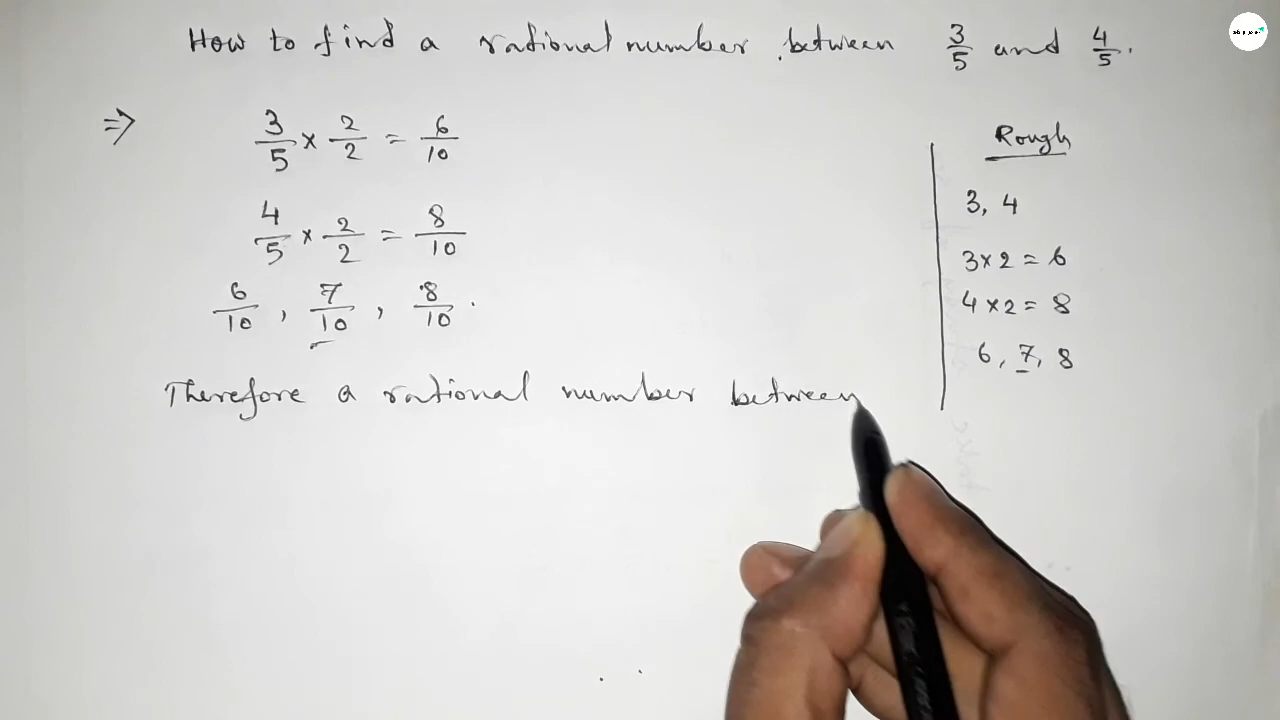 How to find a rational number between 3/5 and 4/5.
⇒ 3/5 × 2/2 = 6/10
4/5 × 2/2 = 8/10
6/10, 7/10, 8/10.
Therefore a rational number between
Rough
3, 4
3×2 = 6
4×2 = 8
6, 7, 8